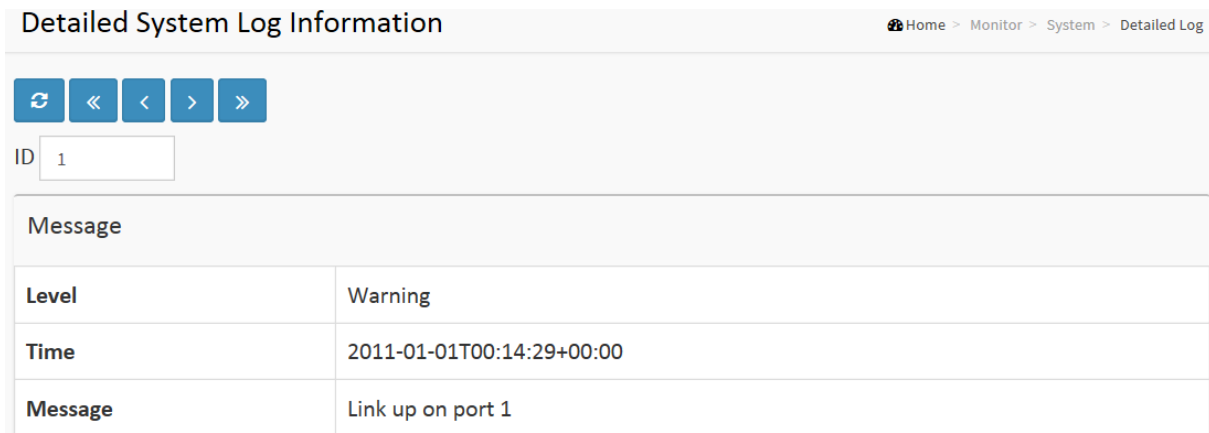 Detailed System Log Information
Home > Monitor > System > Detailed Log
ID 1
Message
Level Warning
Time 2011-01-01T00:14:29+00:00
Message Link up on port 1